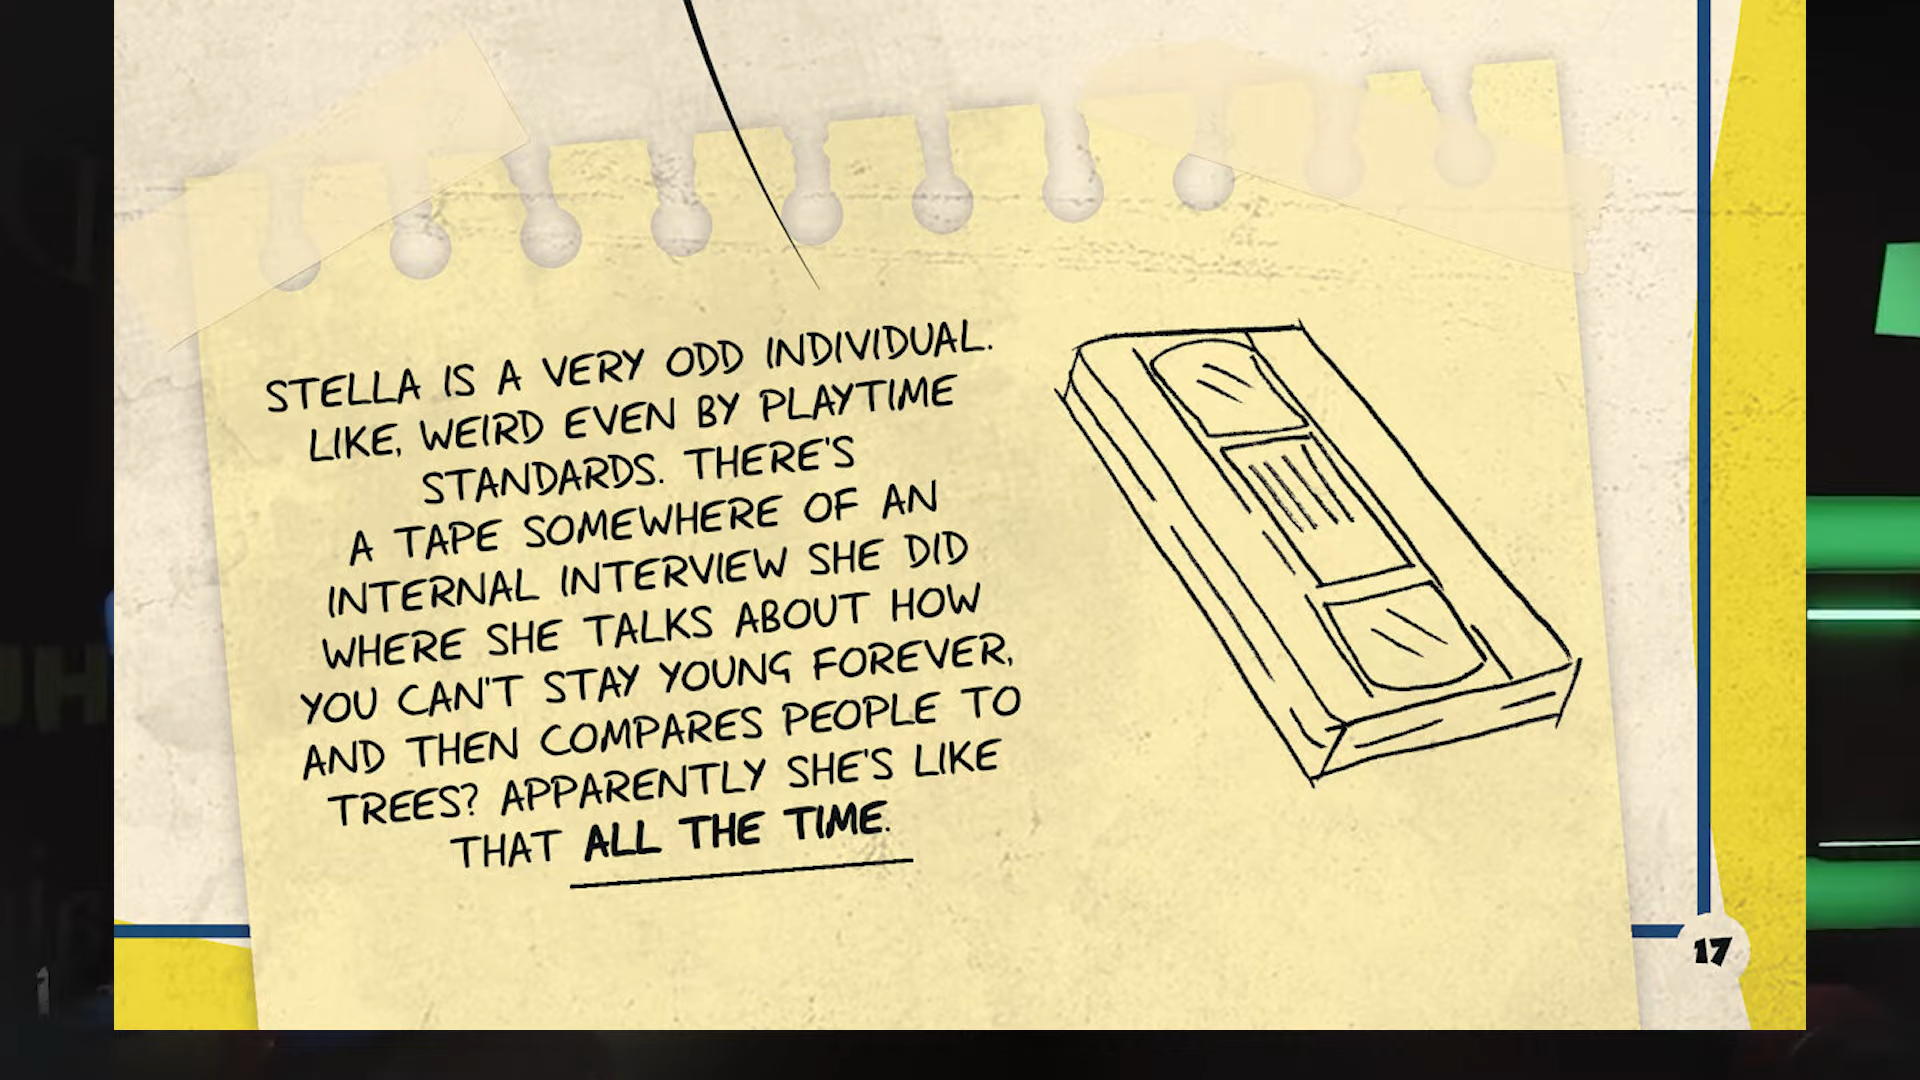 STELLA IS A VERY ODD INDIVIDUAL.
LIKE, WEIRD EVEN BY PLAYTIME
STANDARDS. THERE'S
A TAPE SOMEWHERE OF AN
INTERNAL INTERVIEW SHE DID
WHERE SHE TALKS ABOUT HOW
YOU CAN'T STAY YOUNG FOREVER,
AND THEN COMPARES PEOPLE TO
TREES? APPARENTLY SHE'S LIKE
THAT ALL THE TIME.
17